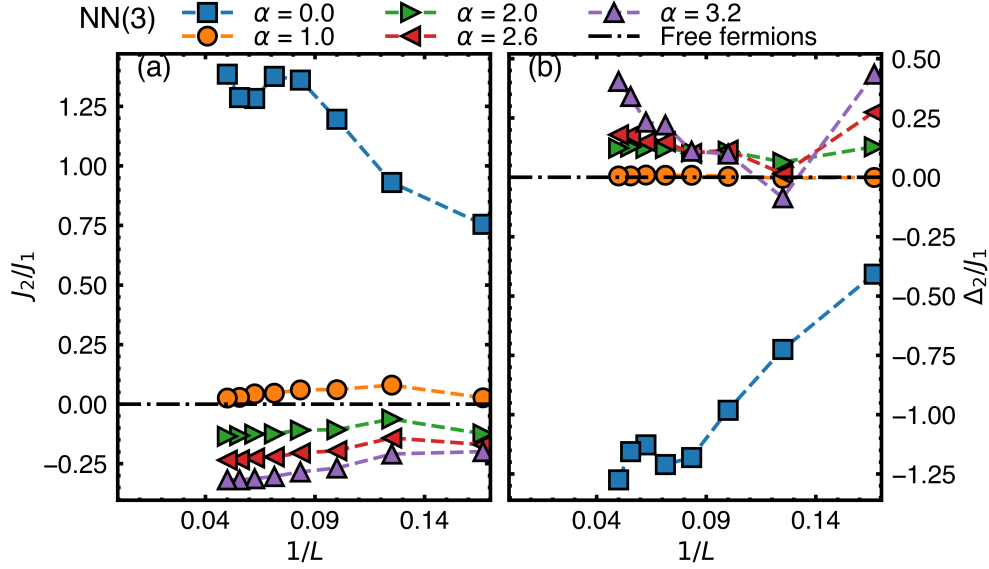 NN(3)
α = 0.0
α = 2.0
α = 3.2
α = 1.0
α = 2.6
Free fermions
(a)
(b)
1.25
1.00
0.75
0.50
0.25
0.00
−0.25
J₂/J₁
0.04
0.09
0.14
1/L
0.50
0.25
0.00
−0.25
−0.50
−0.75
−1.00
−1.25
Δ₂/J₁
0.04
0.09
0.14
1/L